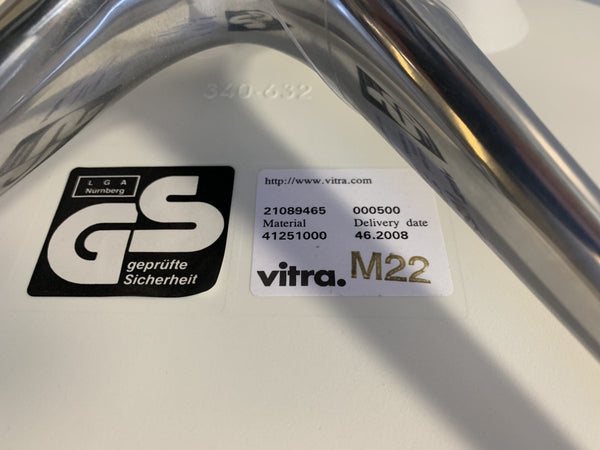 340-432
LGA
Nürnberg
GS
geprüfte
Sicherheit
http://www.vitra.com
21089465 000500
Material Delivery date
41251000 46.2008
vitra. M22